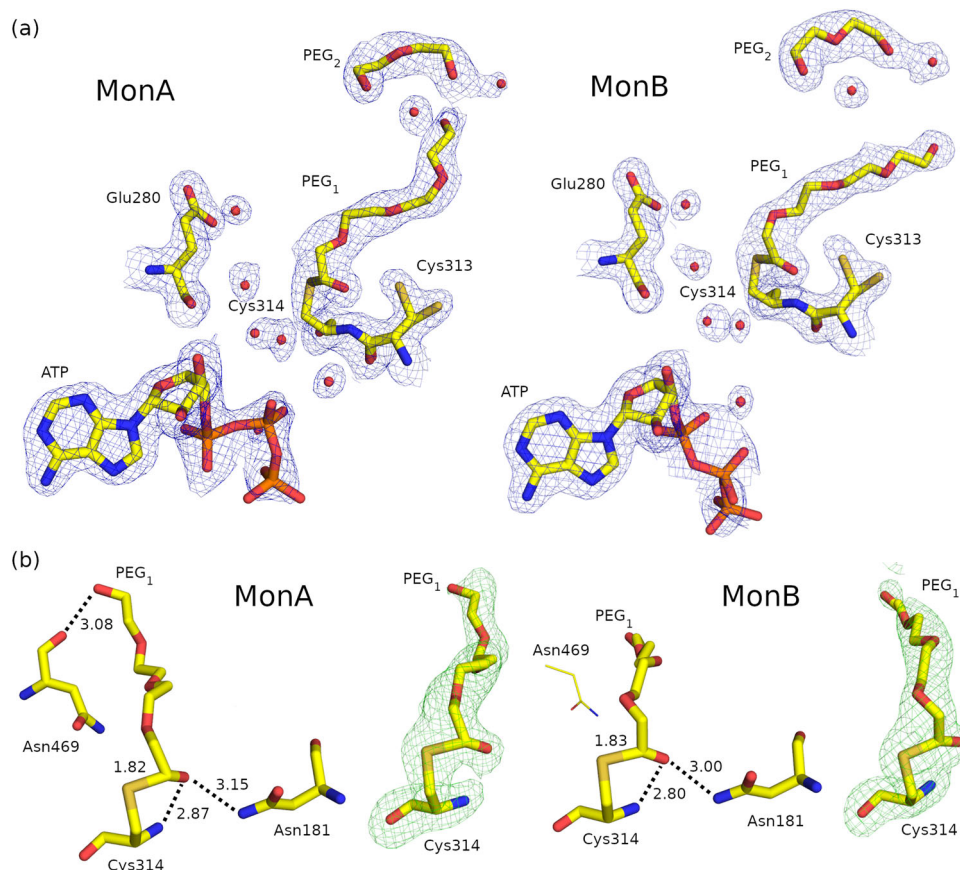 (a)
MonA
PEG2
MonB
PEG2
Glu280
PEG1
Glu280
PEG1
Cys314
Cys313
Cys314
Cys313
ATP
ATP
(b)
PEG1
MonA
PEG1
MonB
PEG1
3.08
PEG1
Asn469
Asn469
1.82
3.15
2.87
Asn181
Cys314
Cys314
1.83
3.00
2.80
Asn181
Cys314
Cys314